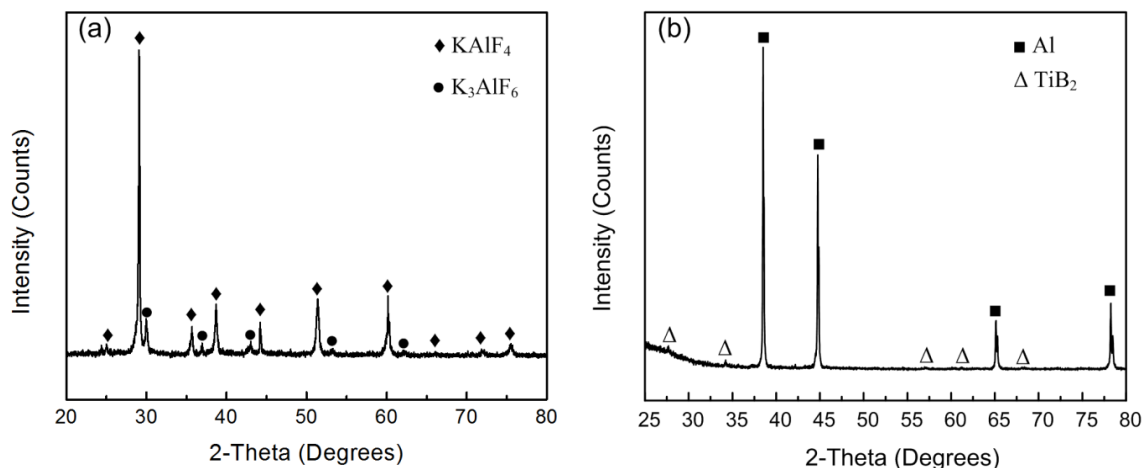 (a)
◆ KAlF₄
● K₃AlF₆
Intensity (Counts)
20 30 40 50 60 70 80
2-Theta (Degrees)
(b)
■ Al
Δ TiB₂
Δ Δ Δ Δ Δ
Intensity (Counts)
25 30 35 40 45 50 55 60 65 70 75 80
2-Theta (Degrees)